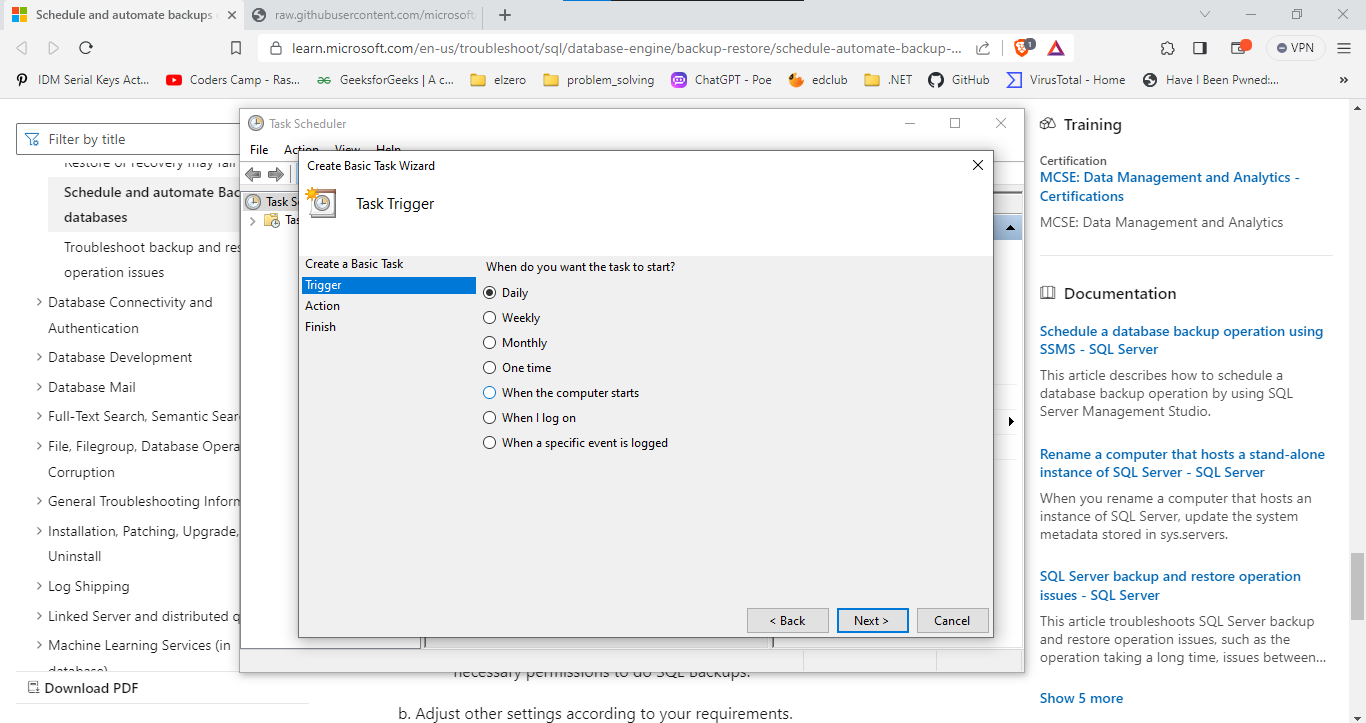 Schedule and automate backups
raw.githubusercontent.com/microsoft
learn.microsoft.com/en-us/troubleshoot/sql/database-engine/backup-restore/schedule-automate-backup-...
1
VPN
IDM Serial Keys Act...
Coders Camp - Ras...
GeeksforGeeks | A c...
elzero
problem_solving
ChatGPT - Poe
edclub
.NET
GitHub
VirusTotal - Home
Have I Been Pwned:...
»
Filter by title
Restore or recovery may fail
Schedule and automate Bac
databases
Troubleshoot backup and res
operation issues
Database Connectivity and
Authentication
Database Development
Database Mail
Full-Text Search, Semantic Sear
File, Filegroup, Database Opera
Corruption
General Troubleshooting Inform
Installation, Patching, Upgrade,
Uninstall
Log Shipping
Linked Server and distributed q
Machine Learning Services (in
database)
Download PDF
Task Scheduler
File
Action
View
Help
Task S
Tas
Create Basic Task Wizard
Task Trigger
Create a Basic Task
Trigger
Action
Finish
When do you want the task to start?
Daily
Weekly
Monthly
One time
When the computer starts
When I log on
When a specific event is logged
< Back
Next >
Cancel
necessary permissions to do SQL Backups.
b. Adjust other settings according to your requirements.
Training
Certification
MCSE: Data Management and Analytics -
Certifications
MCSE: Data Management and Analytics
Documentation
Schedule a database backup operation using
SSMS - SQL Server
This article describes how to schedule a
database backup operation by using SQL
Server Management Studio.
Rename a computer that hosts a stand-alone
instance of SQL Server - SQL Server
When you rename a computer that hosts an
instance of SQL Server, update the system
metadata stored in sys.servers.
SQL Server backup and restore operation
issues - SQL Server
This article troubleshoots SQL Server backup
and restore operation issues, such as the
operation taking a long time, issues between...
Show 5 more